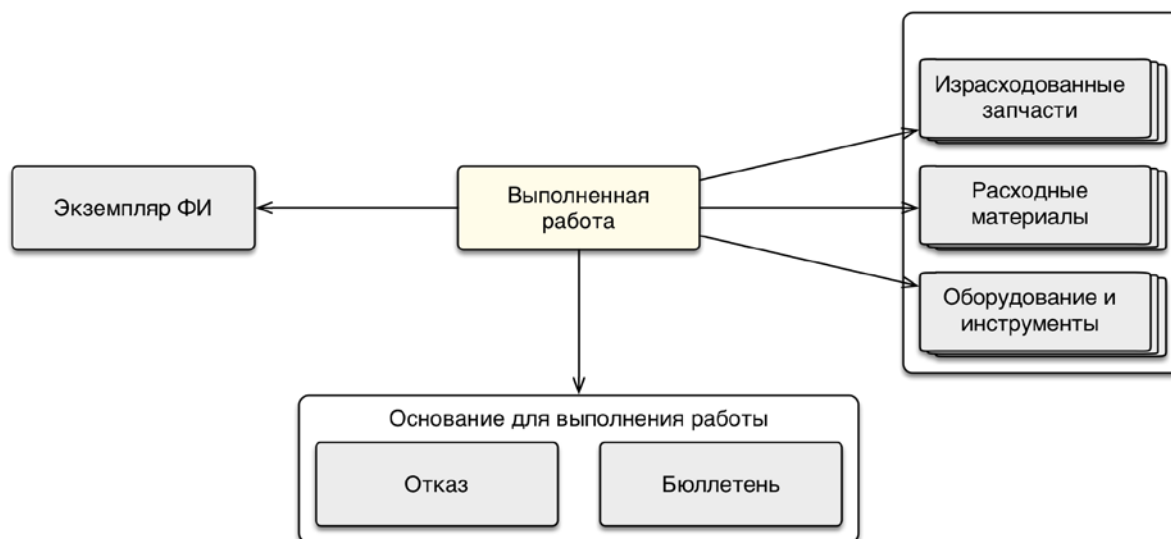 Израсходованные
запчасти
Экземпляр ФИ
Выполненная
работа
Расходные
материалы
Оборудование и
инструменты
Основание для выполнения работы
Отказ
Бюллетень